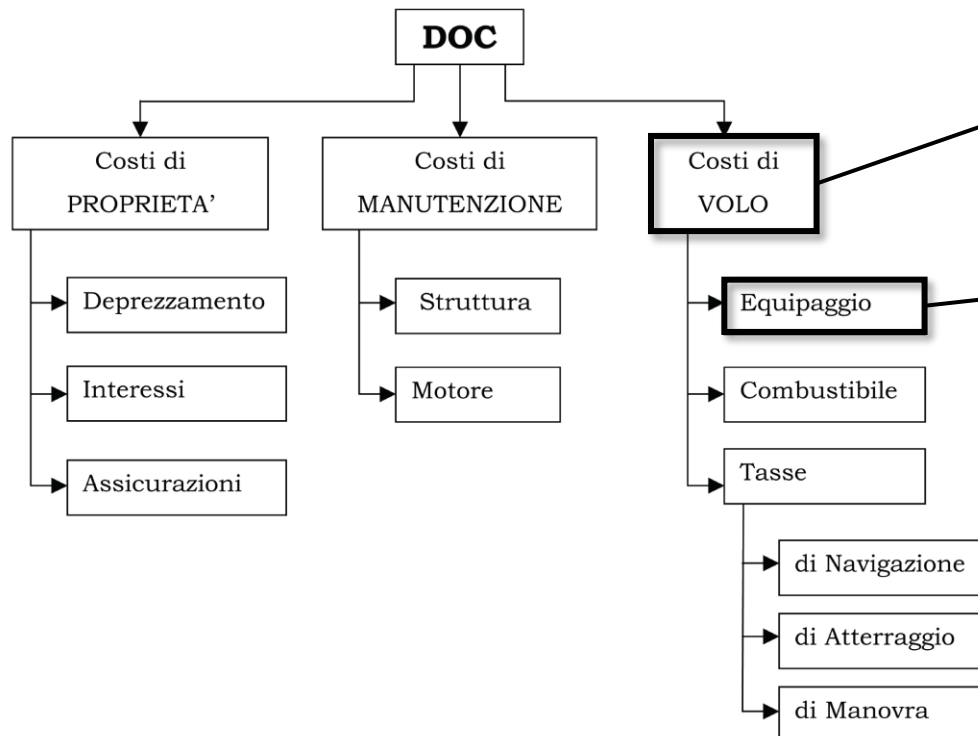 DOC
Costi di
PROPRIETA’
Deprezzamento
Interessi
Assicurazioni
Costi di
MANUTENZIONE
Struttura
Motore
Costi di
VOLO
Equipaggio
Combustibile
Tasse
di Navigazione
di Atterraggio
di Manovra